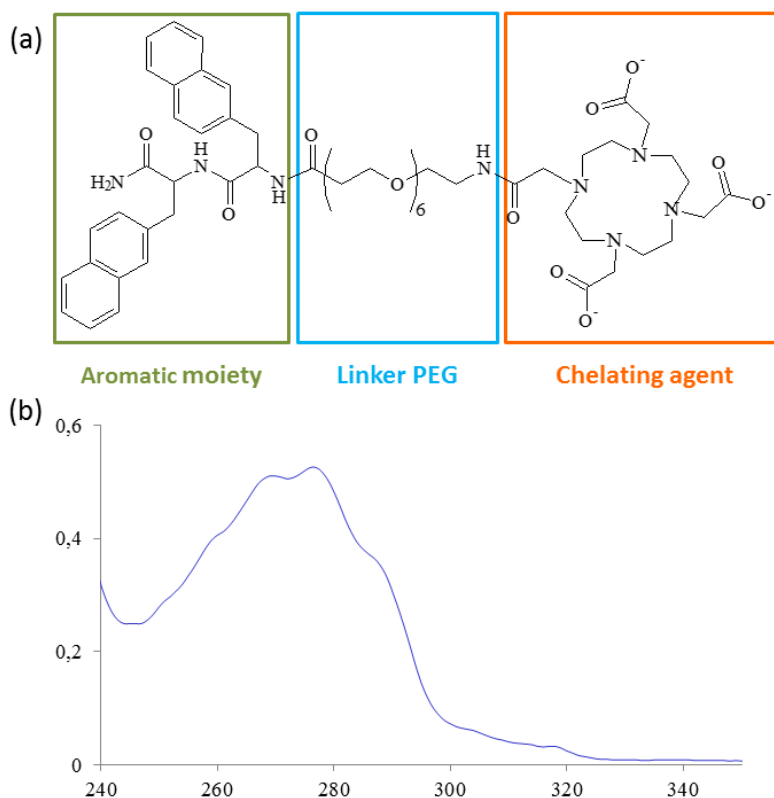 (a)
O
H
N
H2N
O
N
H
O
O
6
H
N
O
O-
O
N
N
N
N
O
O-
O
O-
Aromatic moiety
Linker PEG
Chelating agent
(b)
0,6
0,4
0,2
0
240
260
280
300
320
340